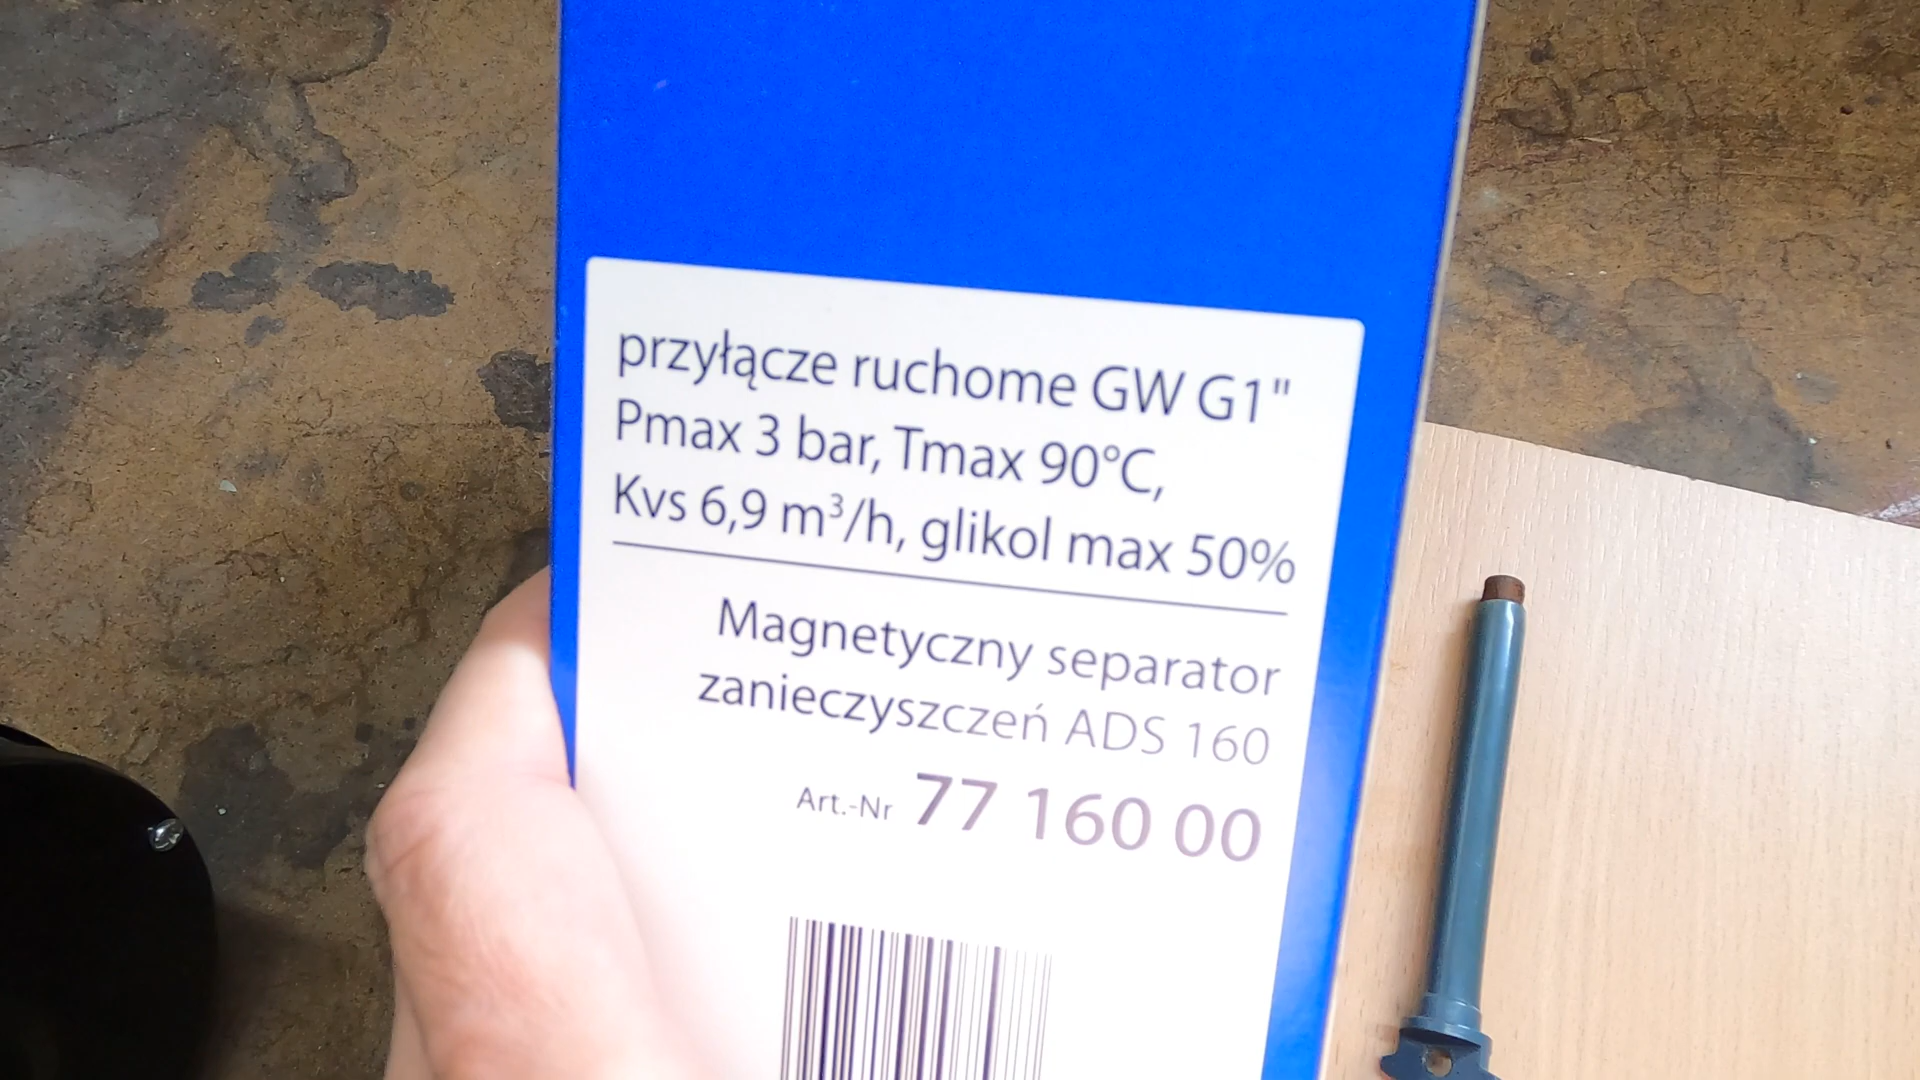 przyłącze ruchome GW G1"
Pmax 3 bar, Tmax 90°C,
Kvs 6,9 m³/h, glikol max 50%
Magnetyczny separator
zanieczyszczeń ADS 160
Art.-Nr 77 160 00